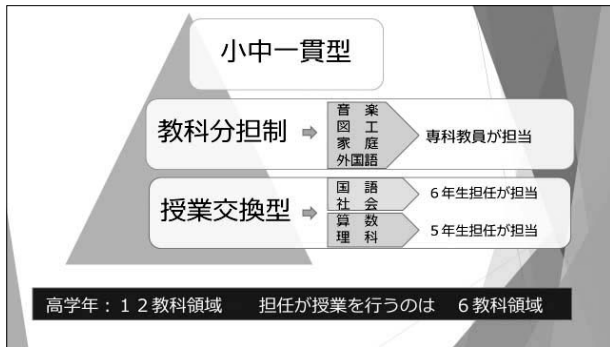 小中一貫型
教科分担制 ⇒
音 楽
図 工
家 庭
外国語
専科教員が担当
授業交換型 ⇒
国 語
社 会
6年生担任が担当
算 数
理 科
5年生担任が担当
高学年：１２教科領域　　担任が授業を行うのは　６教科領域